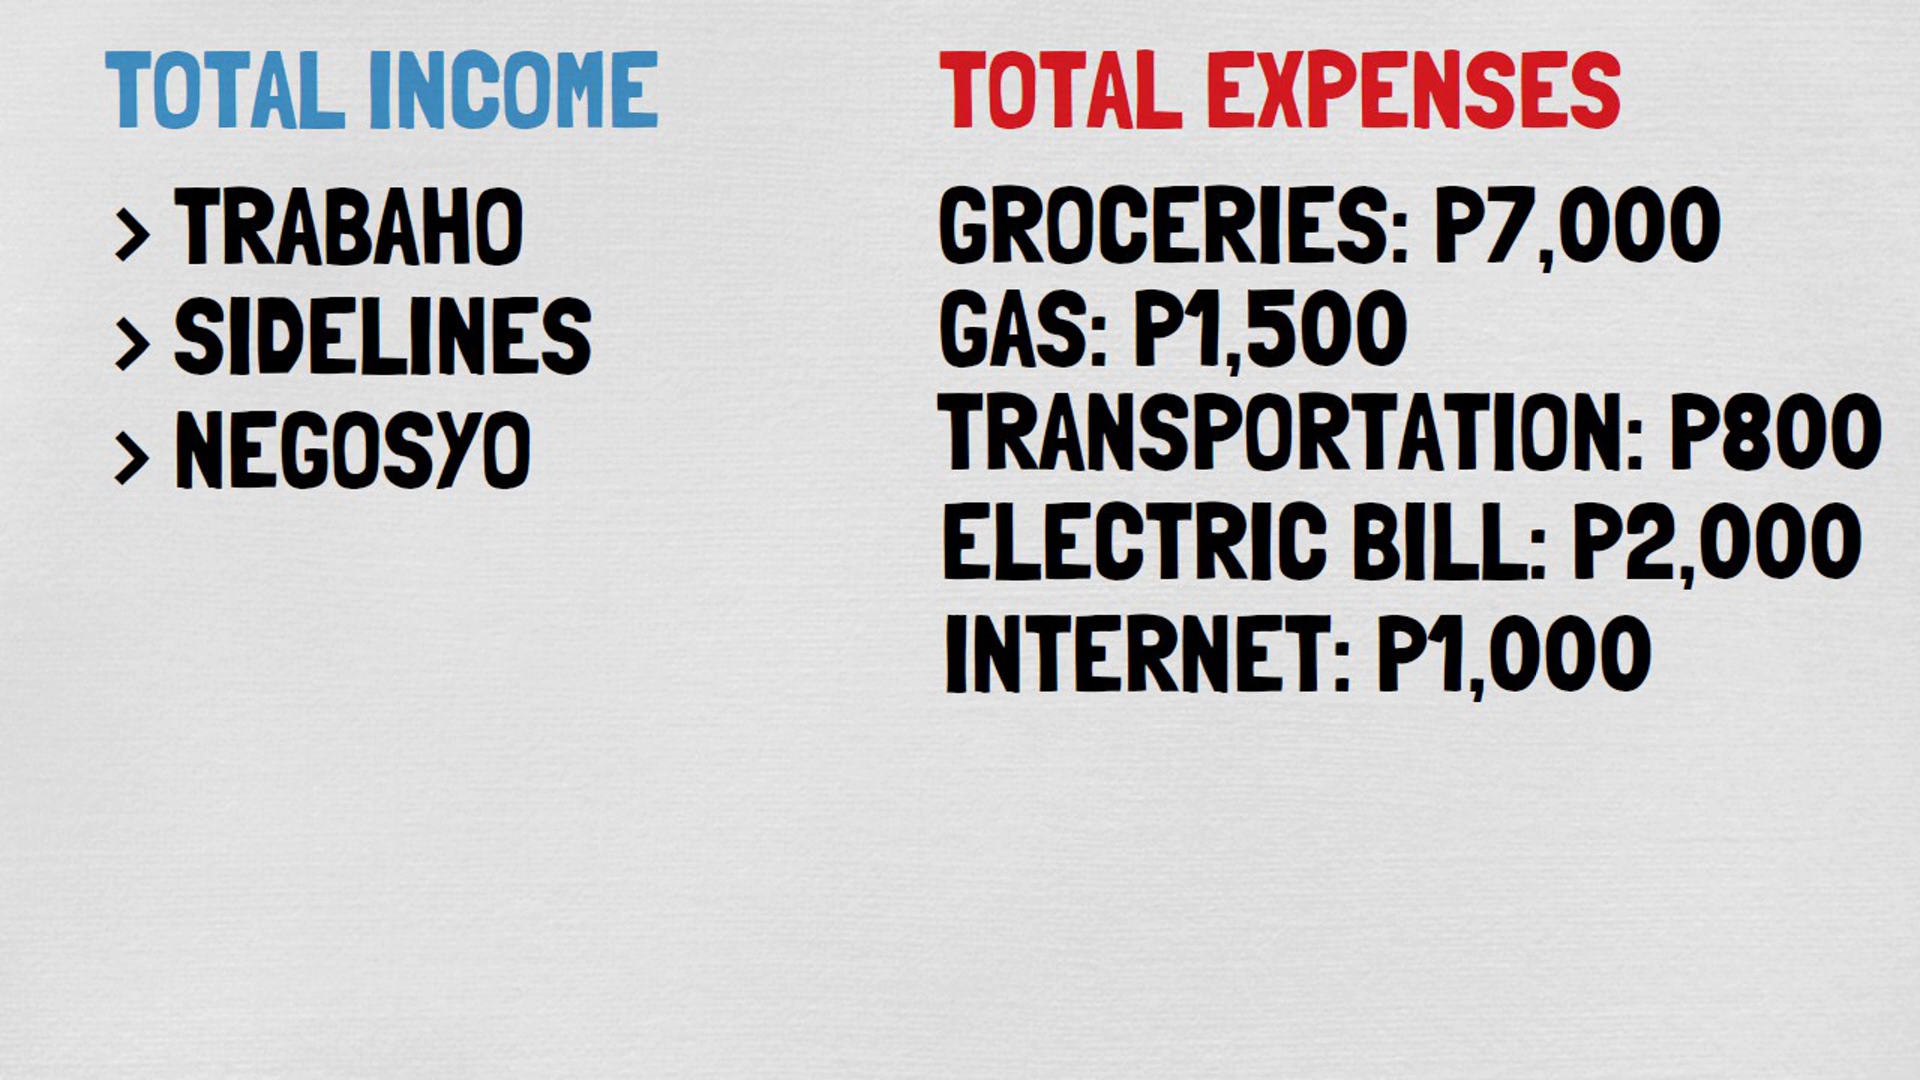 TOTAL INCOME
> TRABAHO
> SIDELINES
> NEGOSYO
TOTAL EXPENSES
GROCERIES: P7,000
GAS: P1,500
TRANSPORTATION: P800
ELECTRIC BILL: P2,000
INTERNET: P1,000